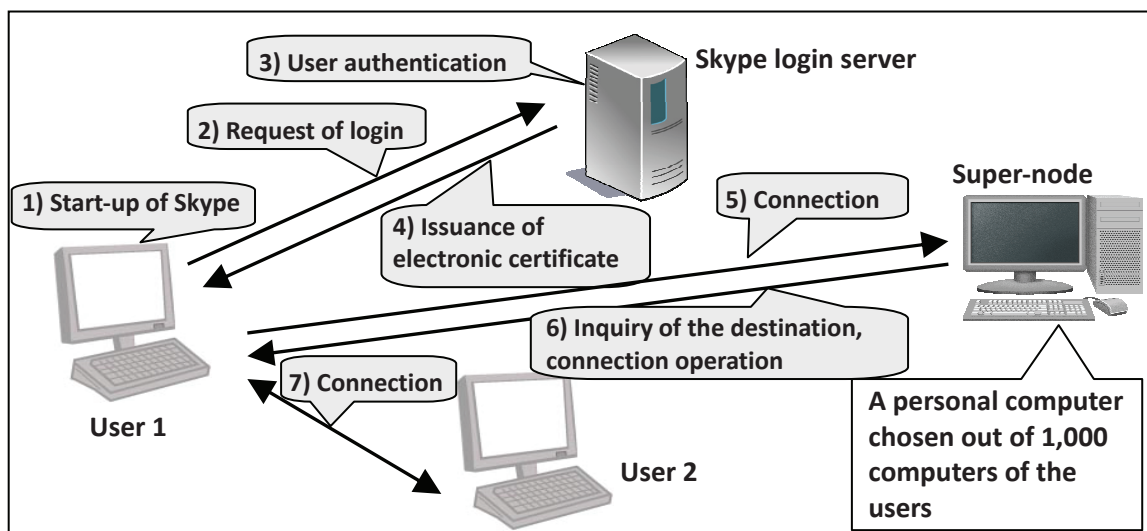 3) User authentication
Skype login server
2) Request of login
Super-node
1) Start-up of Skype
5) Connection
4) Issuance of
electronic certificate
6) Inquiry of the destination,
connection operation
7) Connection
User 1
User 2
A personal computer
chosen out of 1,000
computers of the
users